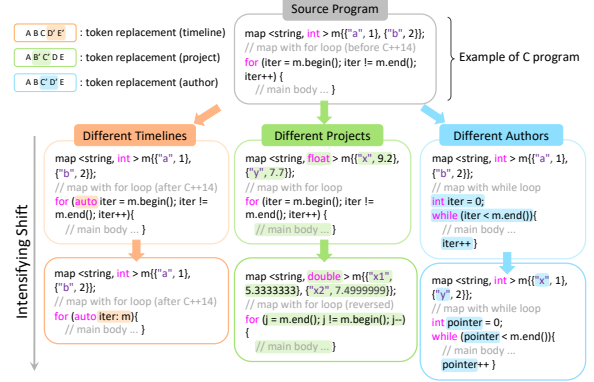 Source Program
A B C D' E' : token replacement (timeline)
A B' C' D E : token replacement (project)
A B C' D' E : token replacement (author)
map <string, int > m{{"a", 1}, {"b", 2}};
// map with for loop (before C++14)
for (iter = m.begin(); iter != m.end();
iter++) {
// main body ... }
Example of C program
Intensifying Shift
Different Timelines
map <string, int > m{{"a", 1},
{"b", 2}};
// map with for loop (after C++14)
for (auto iter = m.begin(); iter !=
m.end(); iter++){
// main body ... }
map <string, int > m{{"a", 1},
{"b", 2}};
// map with for loop (after C++14)
for (auto iter: m){
// main body ... }
Different Projects
map <string, float > m{{"x", 9.2},
{"y", 7.7}};
// map with for loop
for (iter = m.begin(); iter !=
m.end(); iter++) {
// main body ... }
map <string, double > m{{"x1",
5.3333333}, {"x2", 7.4999999}};
// map with for loop (reversed)
for (j = m.end(); j != m.begin(); j--)
{
// main body ... }
Different Authors
map <string, int > m{{"a", 1},
{"b", 2}};
// map with while loop
int iter = 0;
while (iter < m.end()){
// main body ...
iter++ }
map <string, int > m{{"x", 1},
{"y", 2}};
// map with while loop
int pointer = 0;
while (pointer < m.end()){
// main body ...
pointer++ }